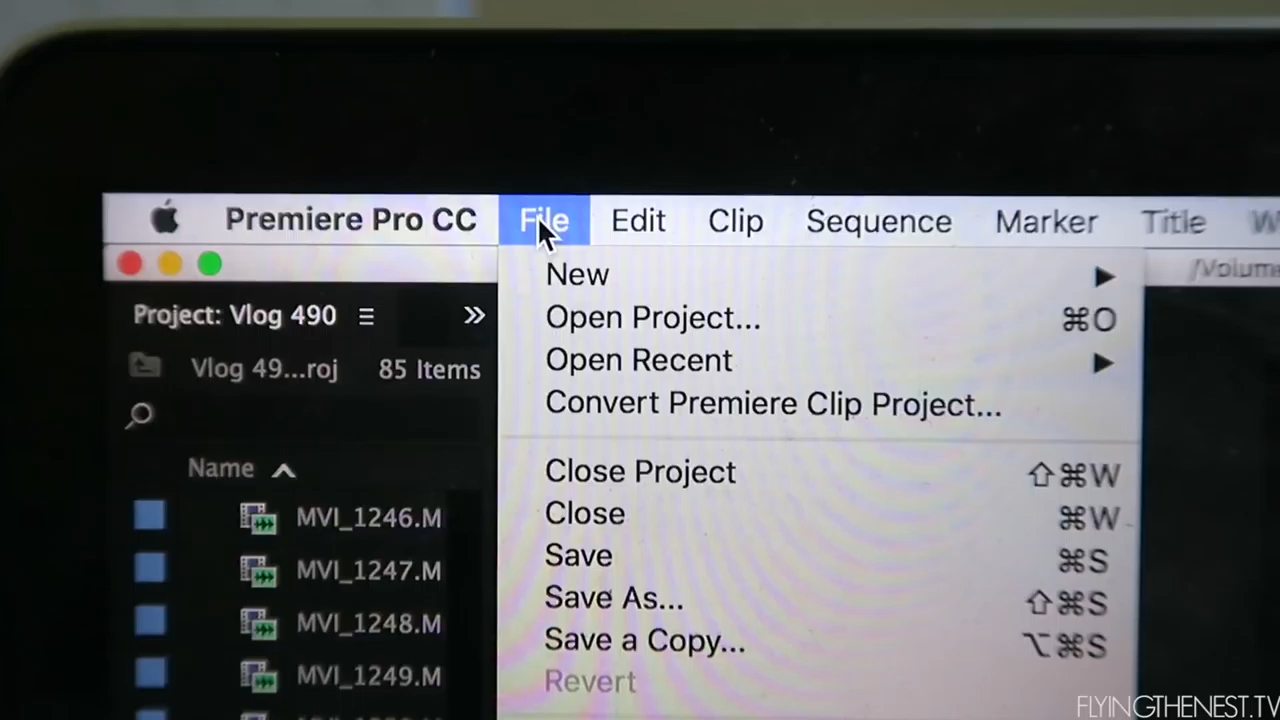 Premiere Pro CC File Edit Clip Sequence Marker Title
/Volum
Project: Vlog 490
Vlog 49...roj 85 Items
Name
MVI_1246.M
MVI_1247.M
MVI_1248.M
MVI_1249.M
New
Open Project... ⌘O
Open Recent
Convert Premiere Clip Project...
Close Project ⇧⌘W
Close ⌘W
Save ⌘S
Save As... ⇧⌘S
Save a Copy... ⌥⌘S
Revert
FLYINGTHENEST.TV